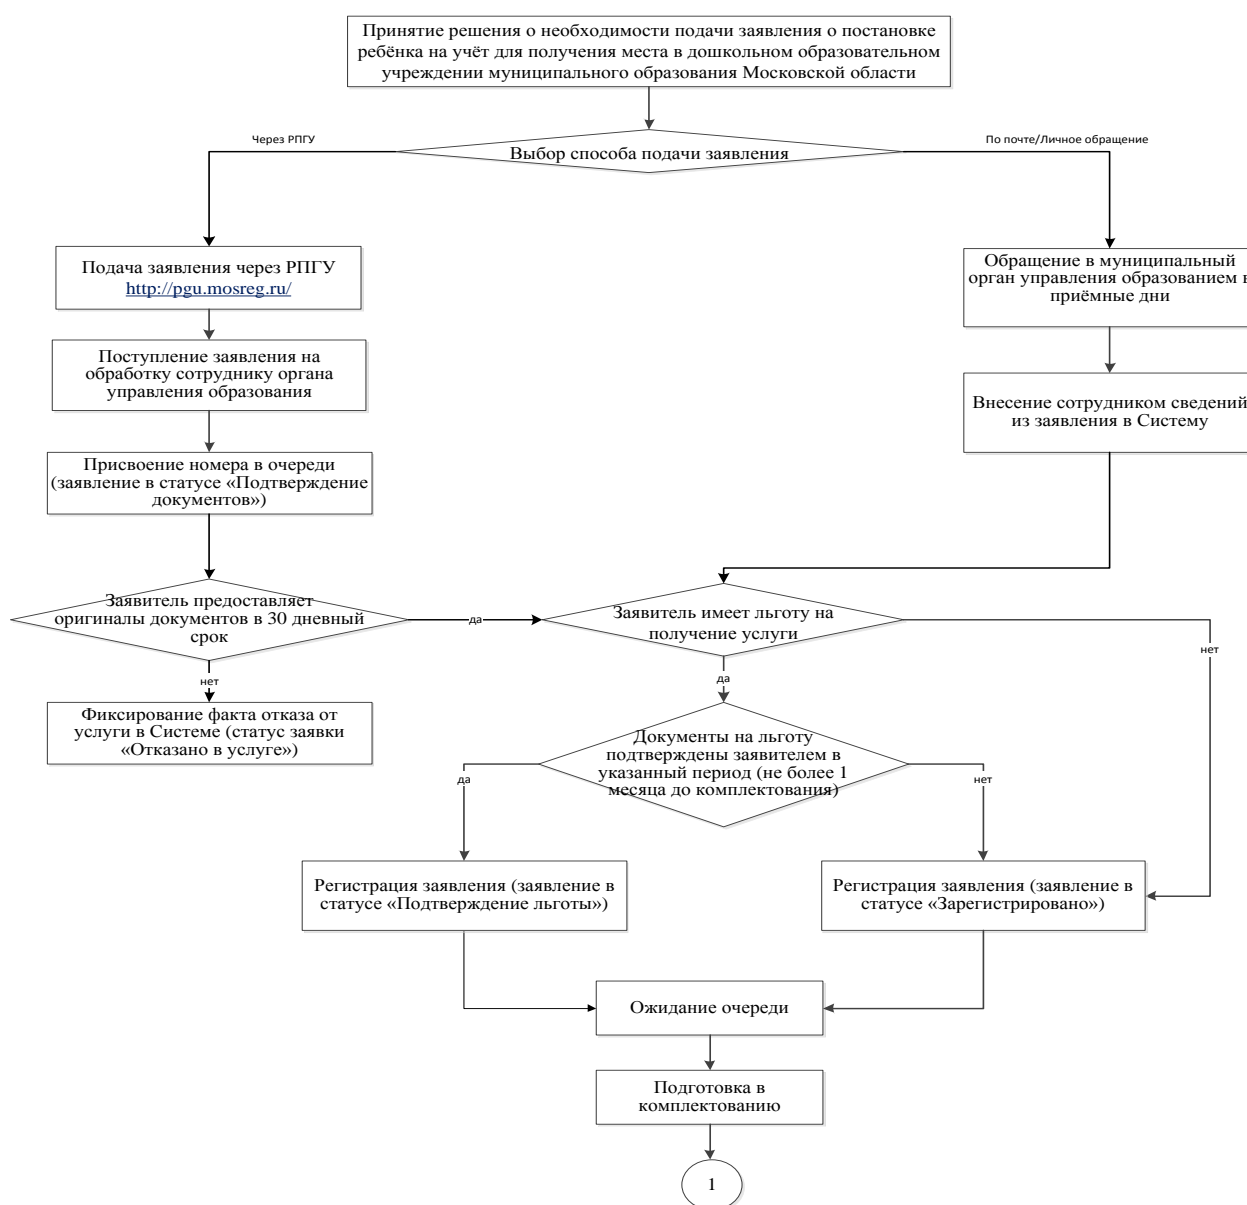 Принятие решения о необходимости подачи заявления о постановке
ребёнка на учёт для получения места в дошкольном образовательном
учреждении муниципального образования Московской области
Через РПГУ
Выбор способа подачи заявления
По почте/Личное обращение
Подача заявления через РПГУ
http://pgu.mosreg.ru/
Обращение в муниципальный
орган управления образованием в
приёмные дни
Поступление заявления на
обработку сотруднику органа
управления образования
Внесение сотрудником сведений
из заявления в Систему
Присвоение номера в очереди
(заявление в статусе «Подтверждение
документов»)
Заявитель предоставляет
оригиналы документов в 30 дневный
срок
да
Заявитель имеет льготу на
получение услуги
нет
нет
да
Фиксирование факта отказа от
услуги в Системе (статус заявки
«Отказано в услуге»)
Документы на льготу
подтверждены заявителем в
указанный период (не более 1
месяца до комплектования)
да
нет
Регистрация заявления (заявление в
статусе «Подтверждение льготы»)
Регистрация заявления (заявление в
статусе «Зарегистрировано»)
Ожидание очереди
Подготовка в
комплектованию
1